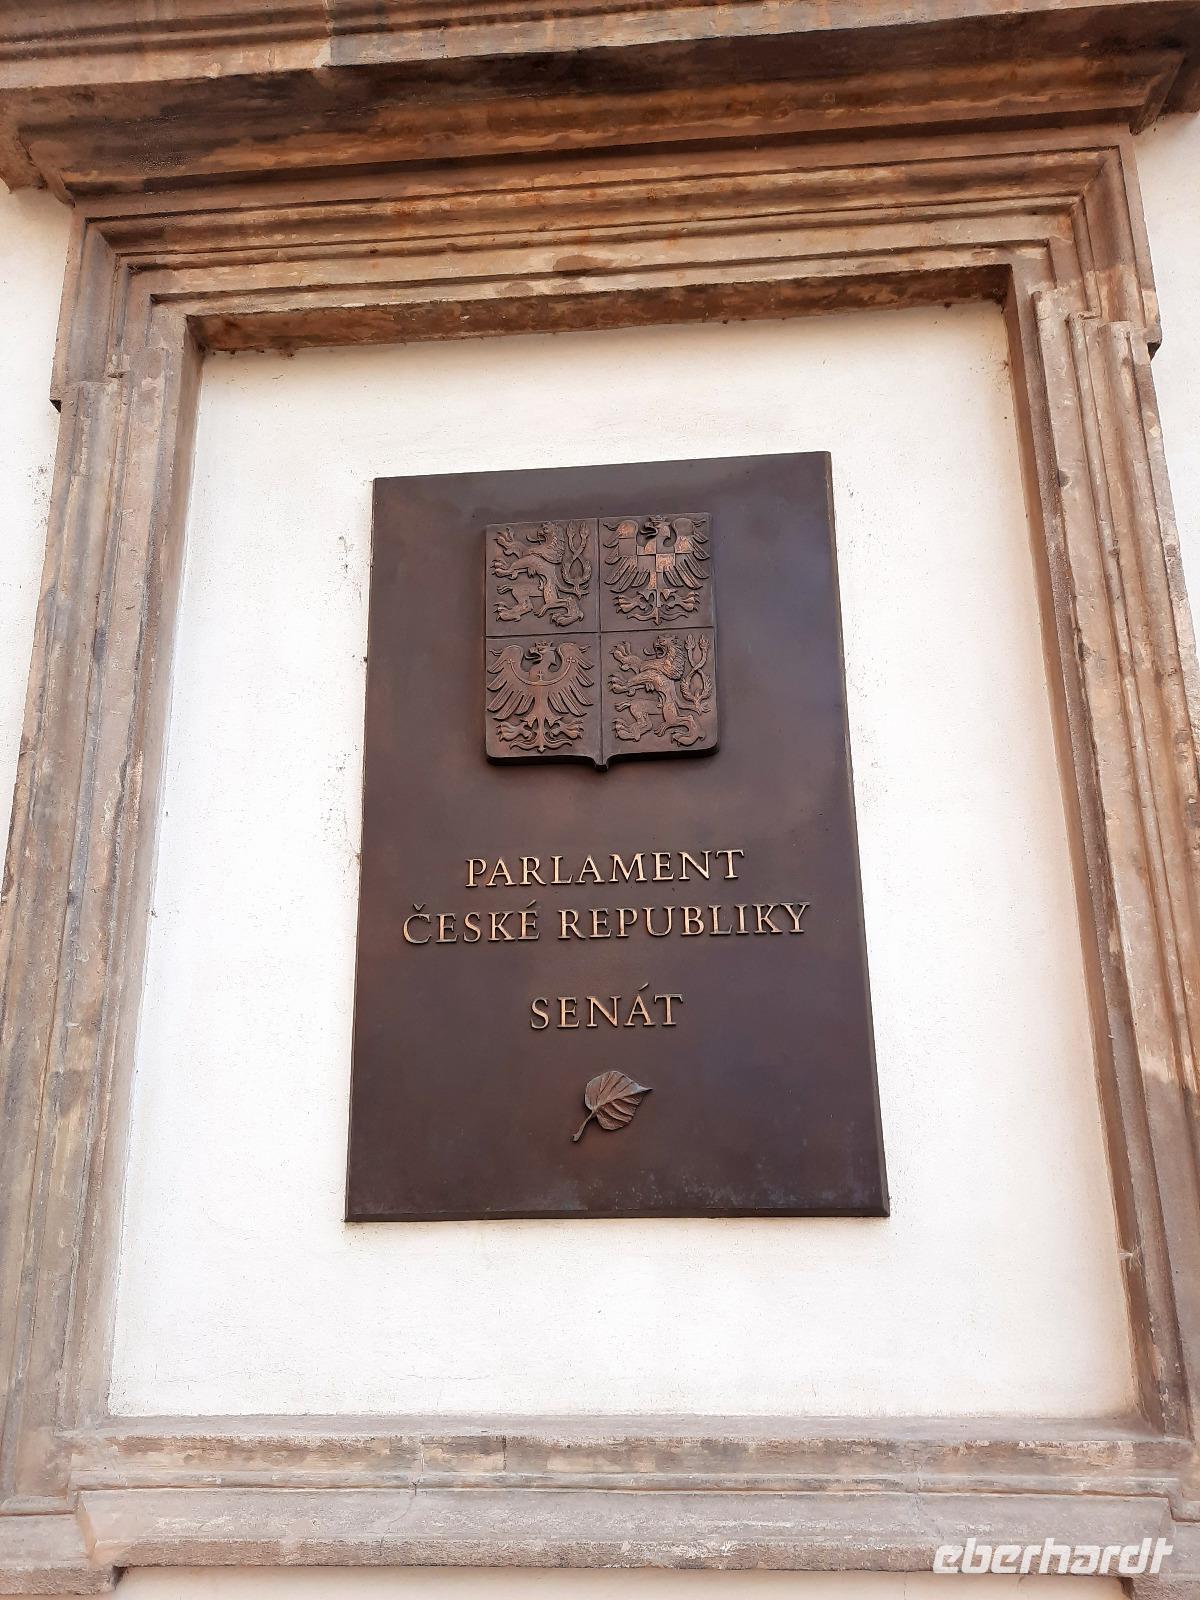 PARLAMENT
ČESKÉ REPUBLIKY
SENÁT
eberhardt